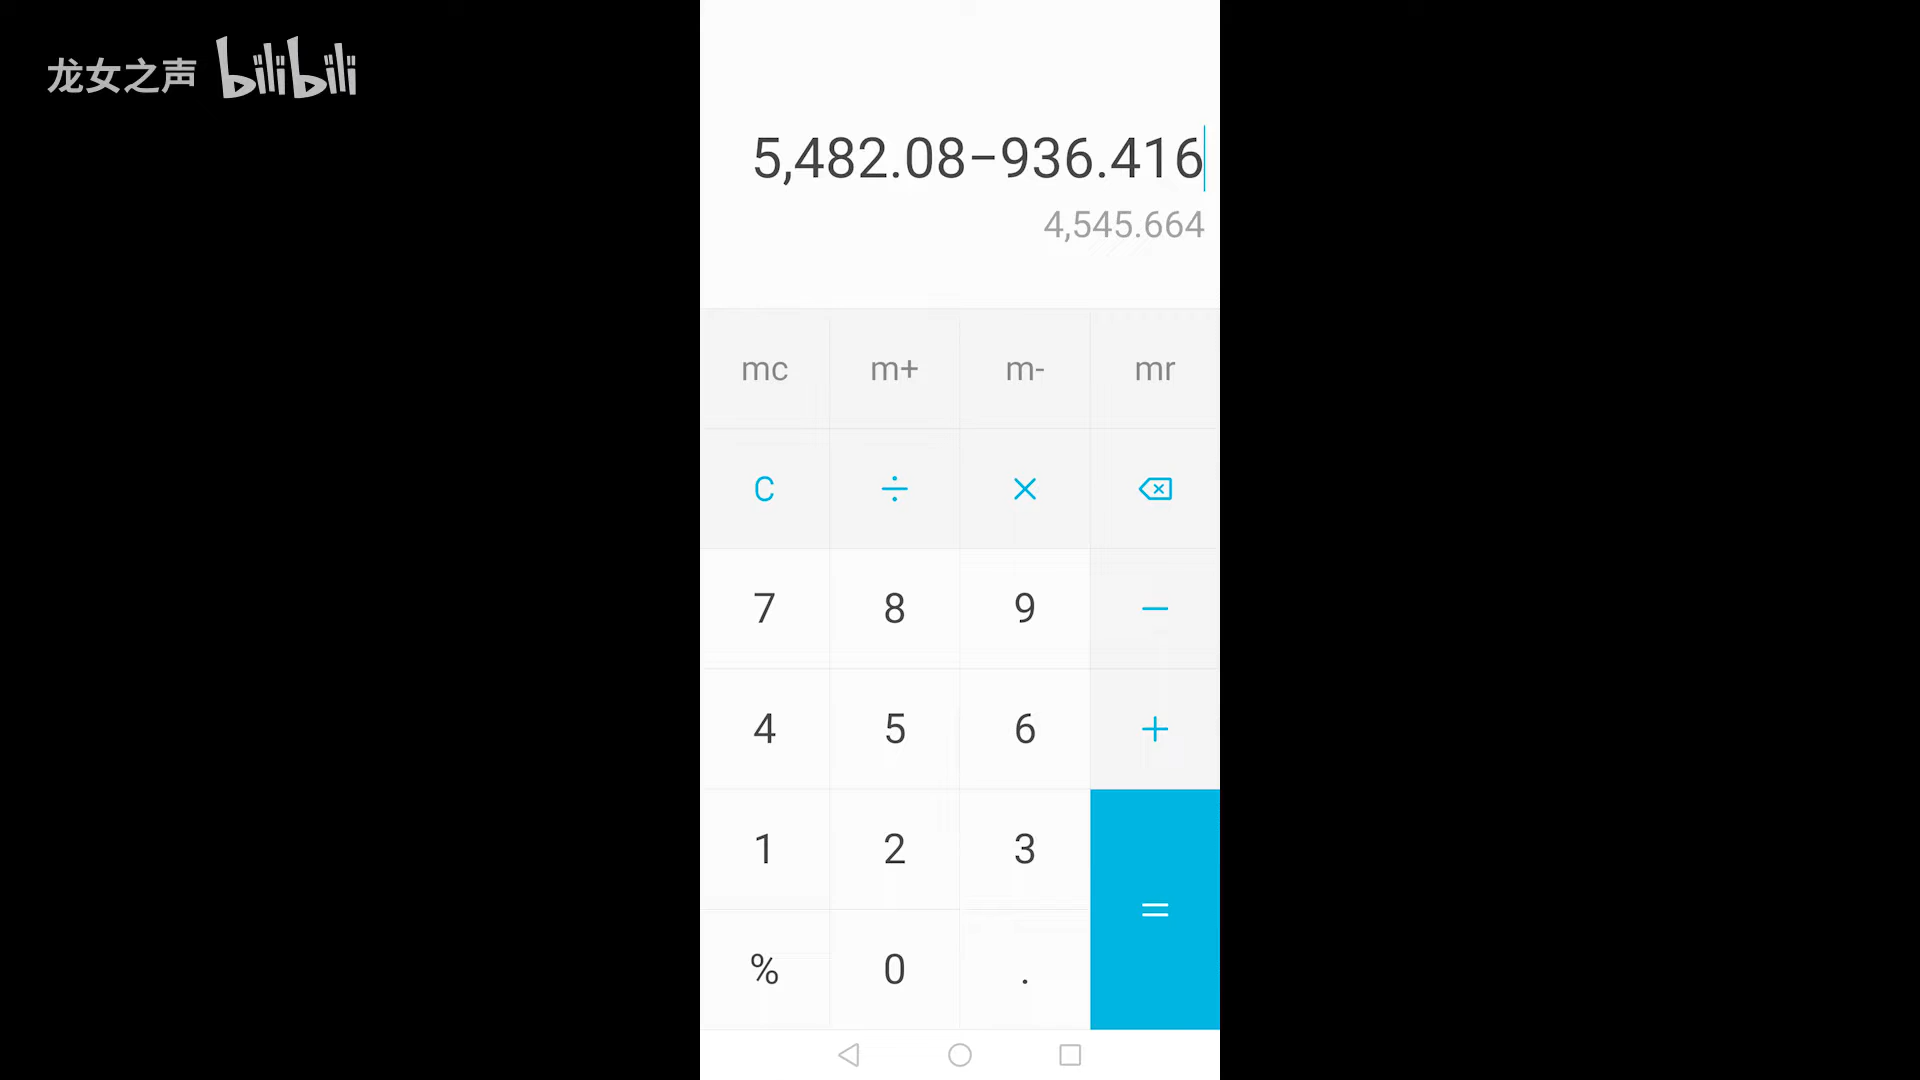 龙女之声 bilibili
5,482.08−936.416
4,545.664
mc m+ m- mr
C ÷ ×
7 8 9 −
4 5 6 +
1 2 3
% 0 . =